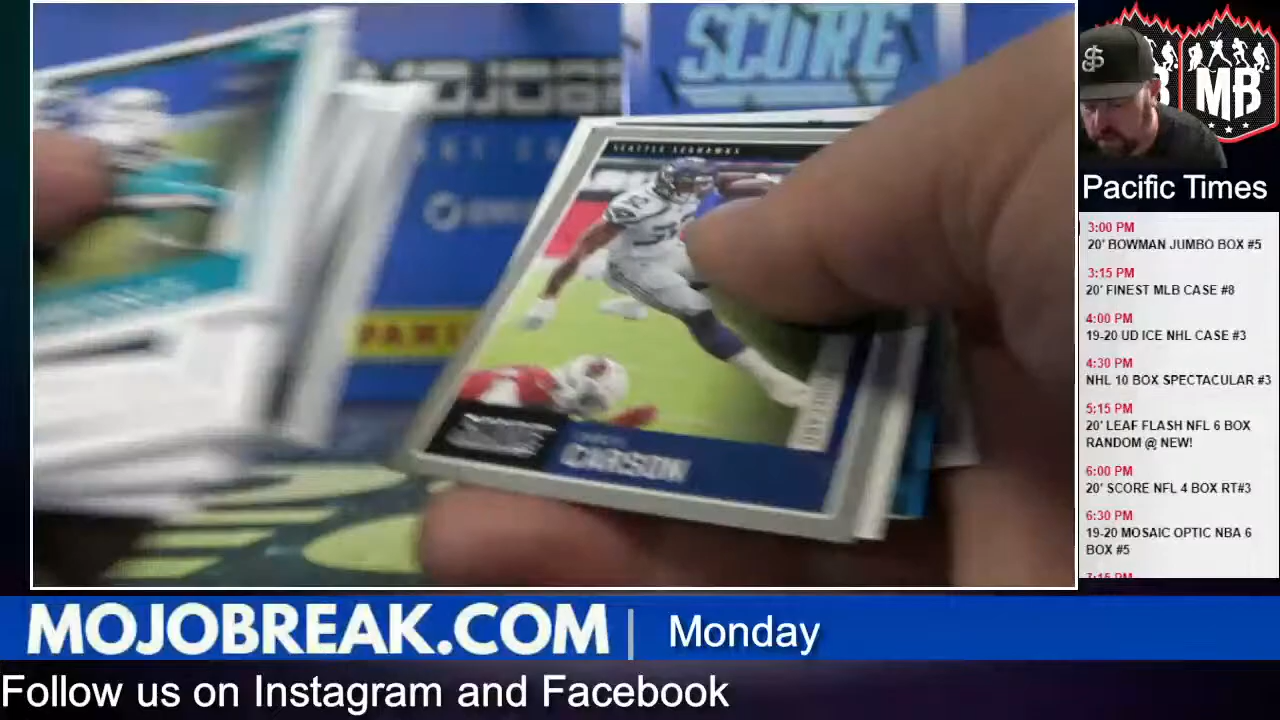 SCORE
MOJOBR
PANI
SEATTLE SEAHAWKS
SCORE
CARSON
MB
Pacific Times
3:00 PM
20' BOWMAN JUMBO BOX #5
3:15 PM
20' FINEST MLB CASE #8
4:00 PM
19-20 UD ICE NHL CASE #3
4:30 PM
NHL 10 BOX SPECTACULAR #3
5:15 PM
20' LEAF FLASH NFL 6 BOX
RANDOM @ NEW!
6:00 PM
20' SCORE NFL 4 BOX RT#3
6:30 PM
19-20 MOSAIC OPTIC NBA 6
BOX #5
MOJOBREAK.COM | Monday
Follow us on Instagram and Facebook